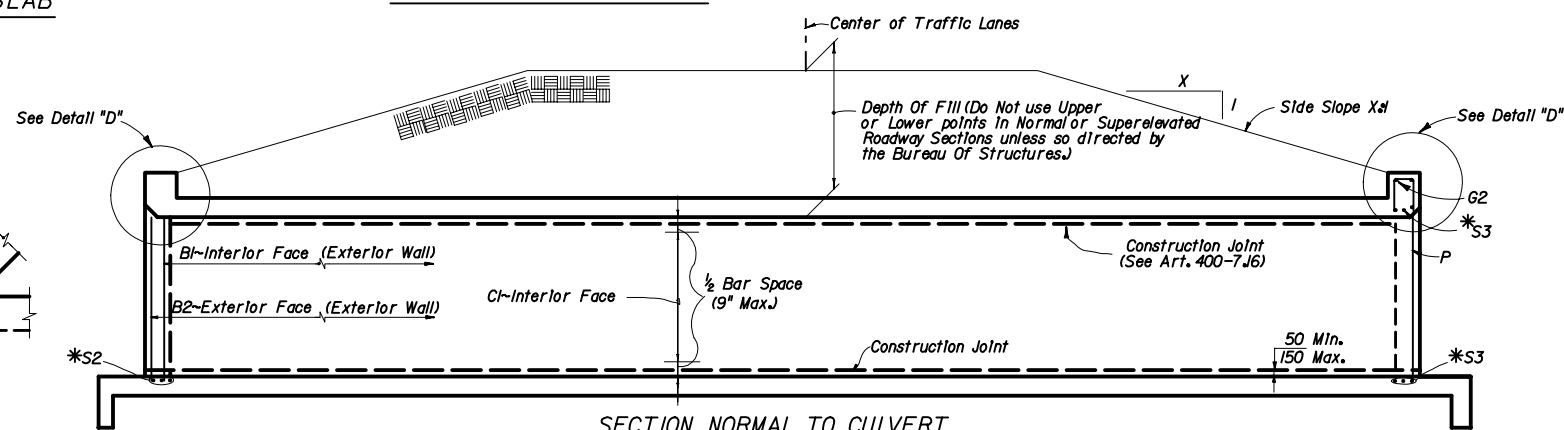 SLAB
Center of Traffic Lanes
X
1
Side Slope X:1
See Detail "D"
See Detail "D"
Depth Of Fill (Do Not use Upper
or Lower points in Normal or Superelevated
Roadway Sections unless so directed by
the Bureau Of Structures.)
G2
*S3
Construction Joint
(See Art. 400-7.16)
P
B1~Interior Face (Exterior Wall)
C1~Interior Face
½ Bar Space
(9" Max.)
B2~Exterior Face (Exterior Wall)
*S2
Construction Joint
50 Min.
150 Max.
*S3
SECTION NORMAL TO CULVERT